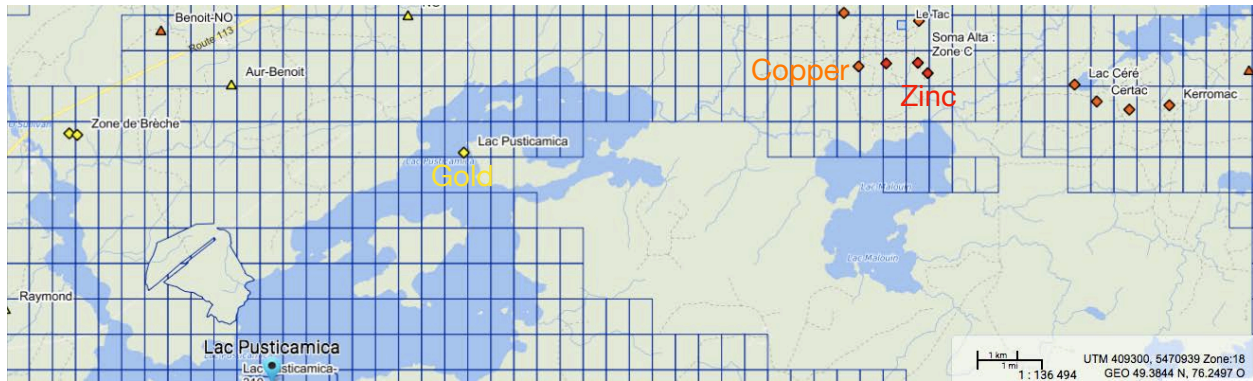 Benoit-NO
Route 113
Aur-Benoit
Zone de Brèche
Lac Pusticamica
Lac Pusticamica
Gold
Copper
Zinc
Le Tac
Soma Alta :
Zone C
Lac Céré
Certac
Kerromac
Lac Malouin
Lac Malouin
Raymond
Lac Pusticamica
1 km
1 mi
1 : 136 494
UTM 409300, 5470939 Zone:18
GEO 49.3844 N, 76.2497 O